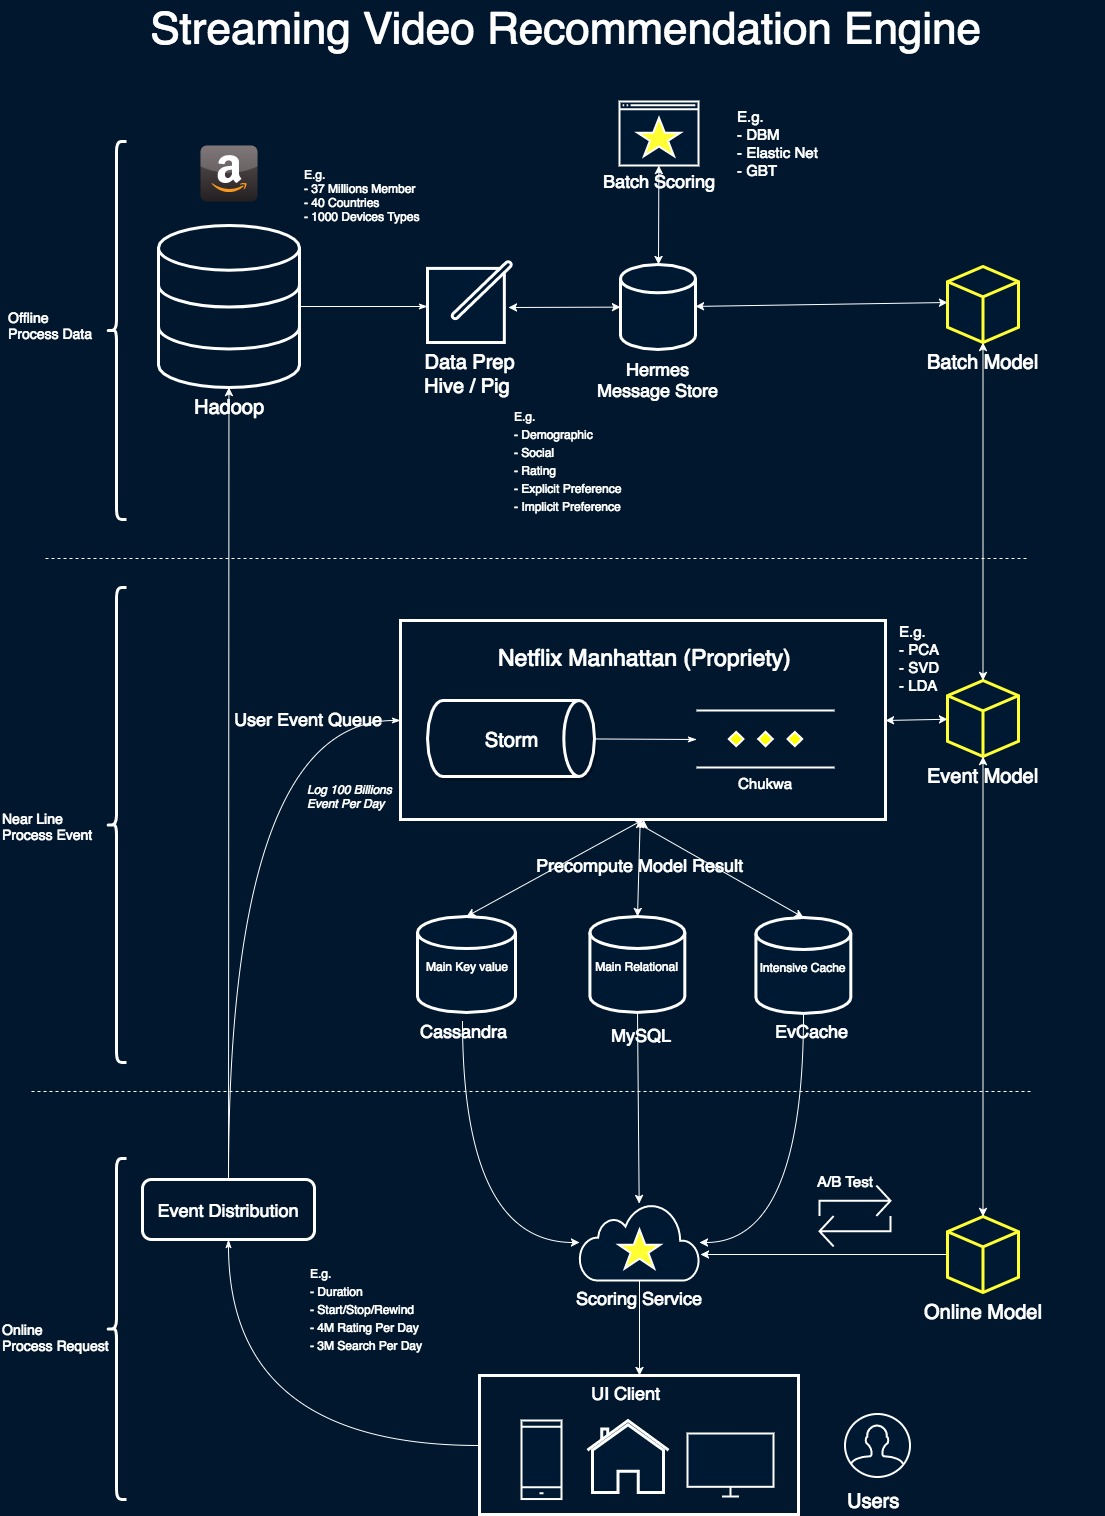 Streaming Video Recommendation Engine
E.g.
- DBM
- Elastic Net
- GBT
Batch Scoring
a
E.g.
- 37 Millions Member
- 40 Countries
- 1000 Devices Types
Offline
Process Data
Hadoop
Data Prep
Hive / Pig
Hermes
Message Store
Batch Model
E.g.
- Demographic
- Social
- Rating
- Explicit Preference
- Implicit Preference
Netflix Manhattan (Propriety)
E.g.
- PCA
- SVD
- LDA
User Event Queue
Storm
Chukwa
Event Model
Log 100 Billions
Event Per Day
Near Line
Process Event
Precompute Model Result
Main Key value
Main Relational
Intensive Cache
Cassandra
MySQL
EvCache
Event Distribution
A/B Test
E.g.
- Duration
- Start/Stop/Rewind
- 4M Rating Per Day
- 3M Search Per Day
Scoring Service
Online Model
Online
Process Request
UI Client
Users